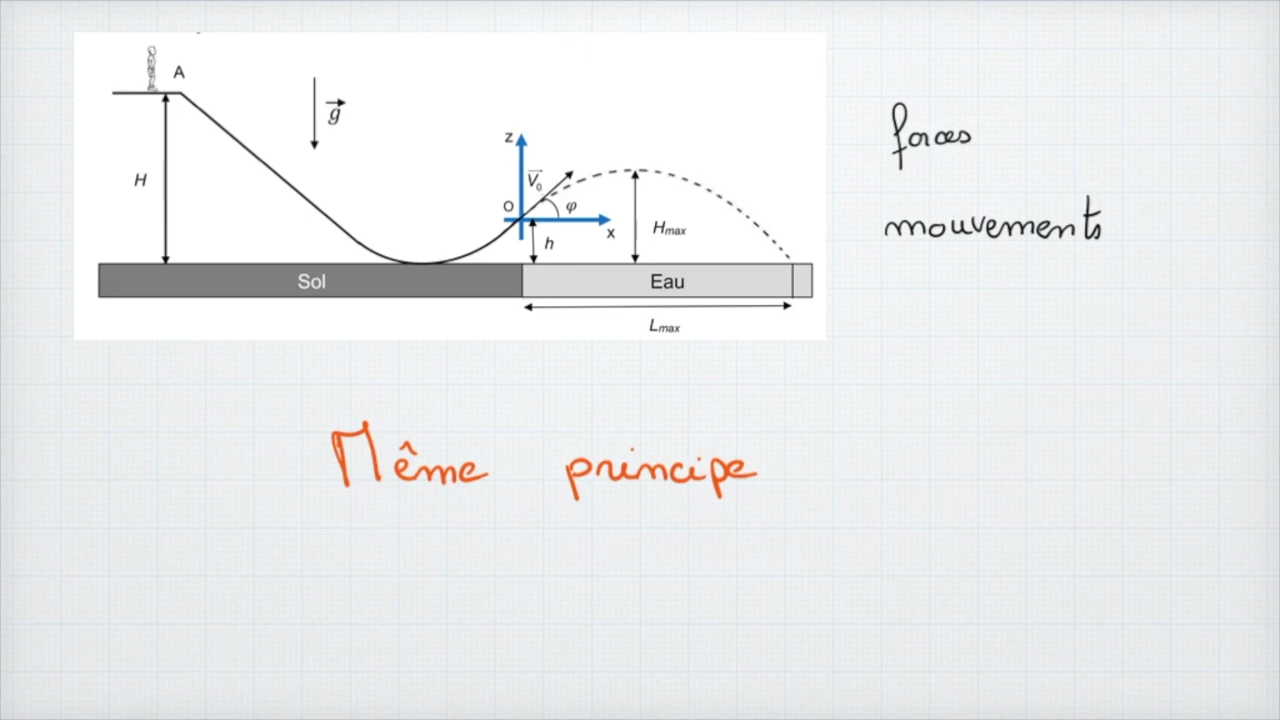 A
g
H
z
V0
O
φ
x
h
Hmax
Sol
Eau
Lmax
forces
mouvements
Même principe